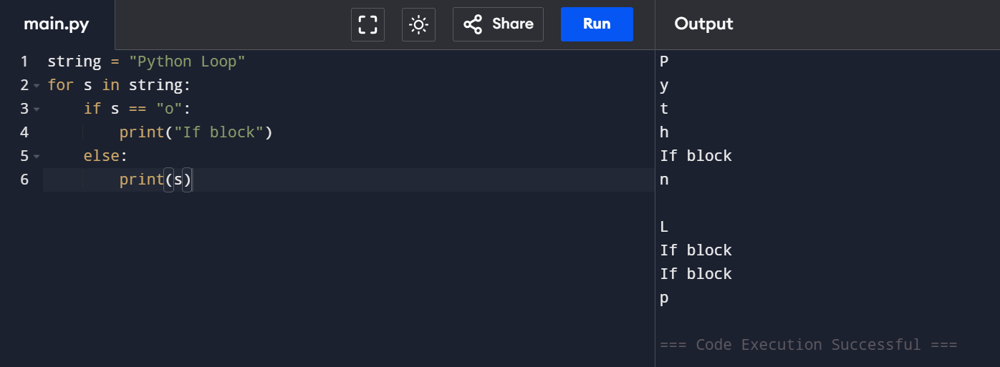 main.py Share Run Output
1 string = "Python Loop"
2 for s in string:
3     if s == "o":
4         print("If block")
5     else:
6         print(s)
P
y
t
h
If block
n

L
If block
If block
p

=== Code Execution Successful ===